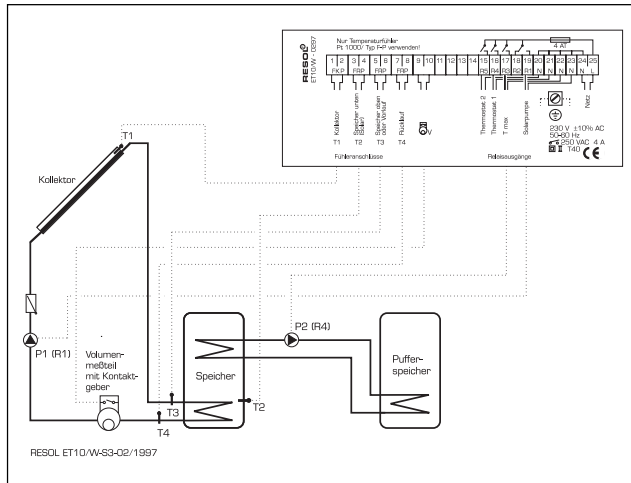 Nur Temperaturfühler
Pt 1000/ Typ F-P verwenden!
RESOL
ET10/W - 0297
4 AT
1 2 3 4 5 6 7 8 9 10 11 12 13 14 15 16 17 18 19 20 21 22 23 24 25
FKP FRP FRP FRP R5 R4 R3 R2 R1 N N N N N L
Kollektor
T1
Speicher unten
(Solar)
T2
Speicher oben
oder Vorlauf
T3
Rücklauf
T4
V
Thermostat 2
Thermostat 1
T max
Solarpumpe
Netz
230 V ±10% AC
50-60 Hz
250 VAC 4 A
T40
CE
Fühleranschlüsse
Relaisausgänge
T1
Kollektor
P1 (R1)
Volumen-
meßteil
mit Kontakt-
geber
T3
T4
Speicher
T2
P2 (R4)
Puffer-
speicher
RESOL ET10/W-S3-02/1997